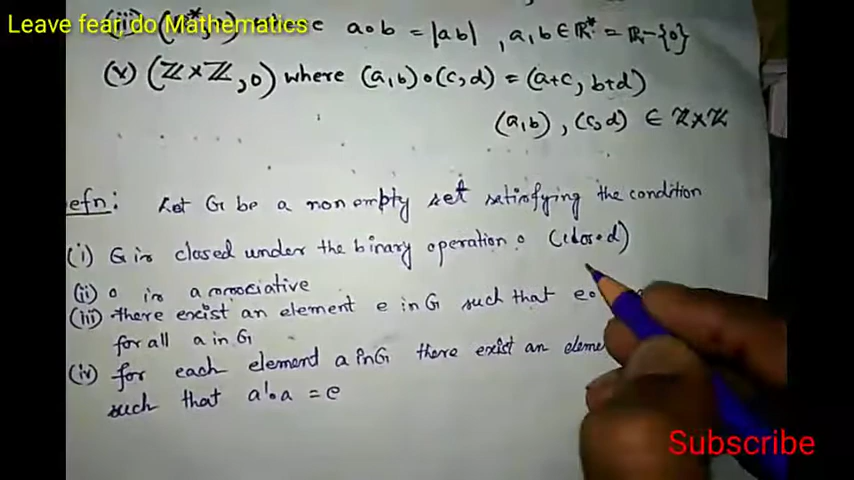 Leave fear, do Mathematics
a∘b = |ab| , a,b ∈ ℝ* = ℝ-{0}
(v) (ℤ×ℤ,∘) where (a,b)∘(c,d) = (a+c, b+d)
(a,b) , (c,d) ∈ ℤ×ℤ
efn: Let G be a non empty set satisfying the condition
(i) G is closed under the binary operation ∘ (closed)
(ii) ∘ is associative
(iii) there exist an element e in G such that e∘
for all a in G
(iv) for each element a in G there exist an eleme
such that a'∘a = e
Subscribe